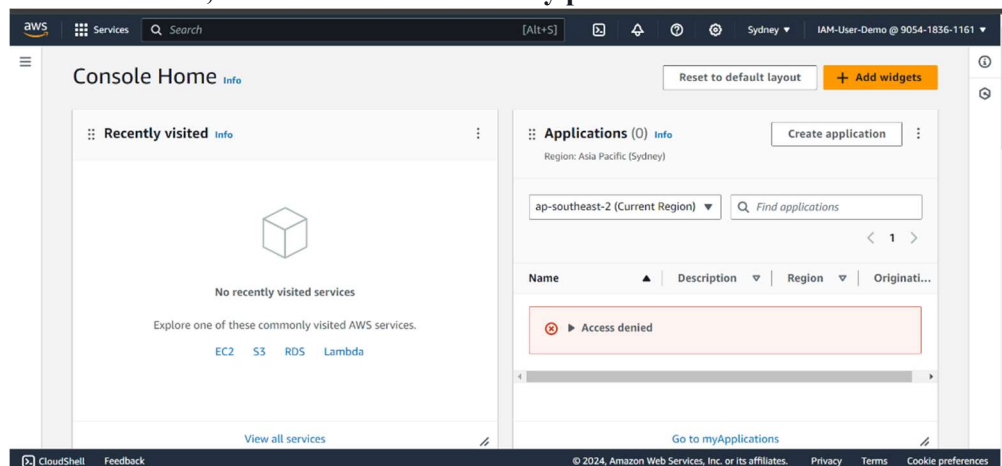 aws Services Search [Alt+S] Sydney IAM-User-Demo @ 9054-1836-1161
Console Home Info
Reset to default layout + Add widgets
Recently visited Info
No recently visited services
Explore one of these commonly visited AWS services.
EC2 S3 RDS Lambda
View all services
Applications (0) Info Create application
Region: Asia Pacific (Sydney)
ap-southeast-2 (Current Region) Find applications
1
Name Description Region Originati...
Access denied
Go to myApplications
CloudShell Feedback © 2024, Amazon Web Services, Inc. or its affiliates. Privacy Terms Cookie preferences